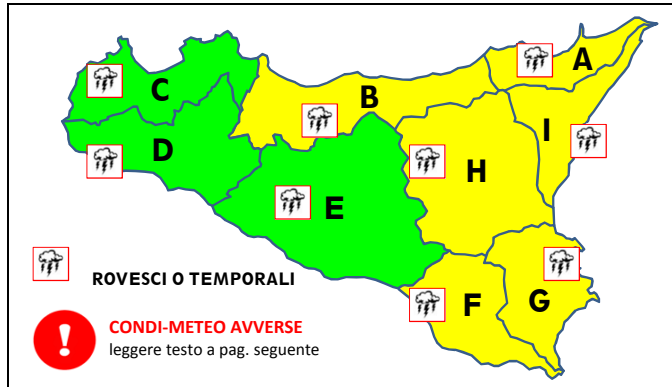 A
C
B
I
D
H
E
F
G
ROVESCI O TEMPORALI
CONDI-METEO AVVERSE
leggere testo a pag. seguente